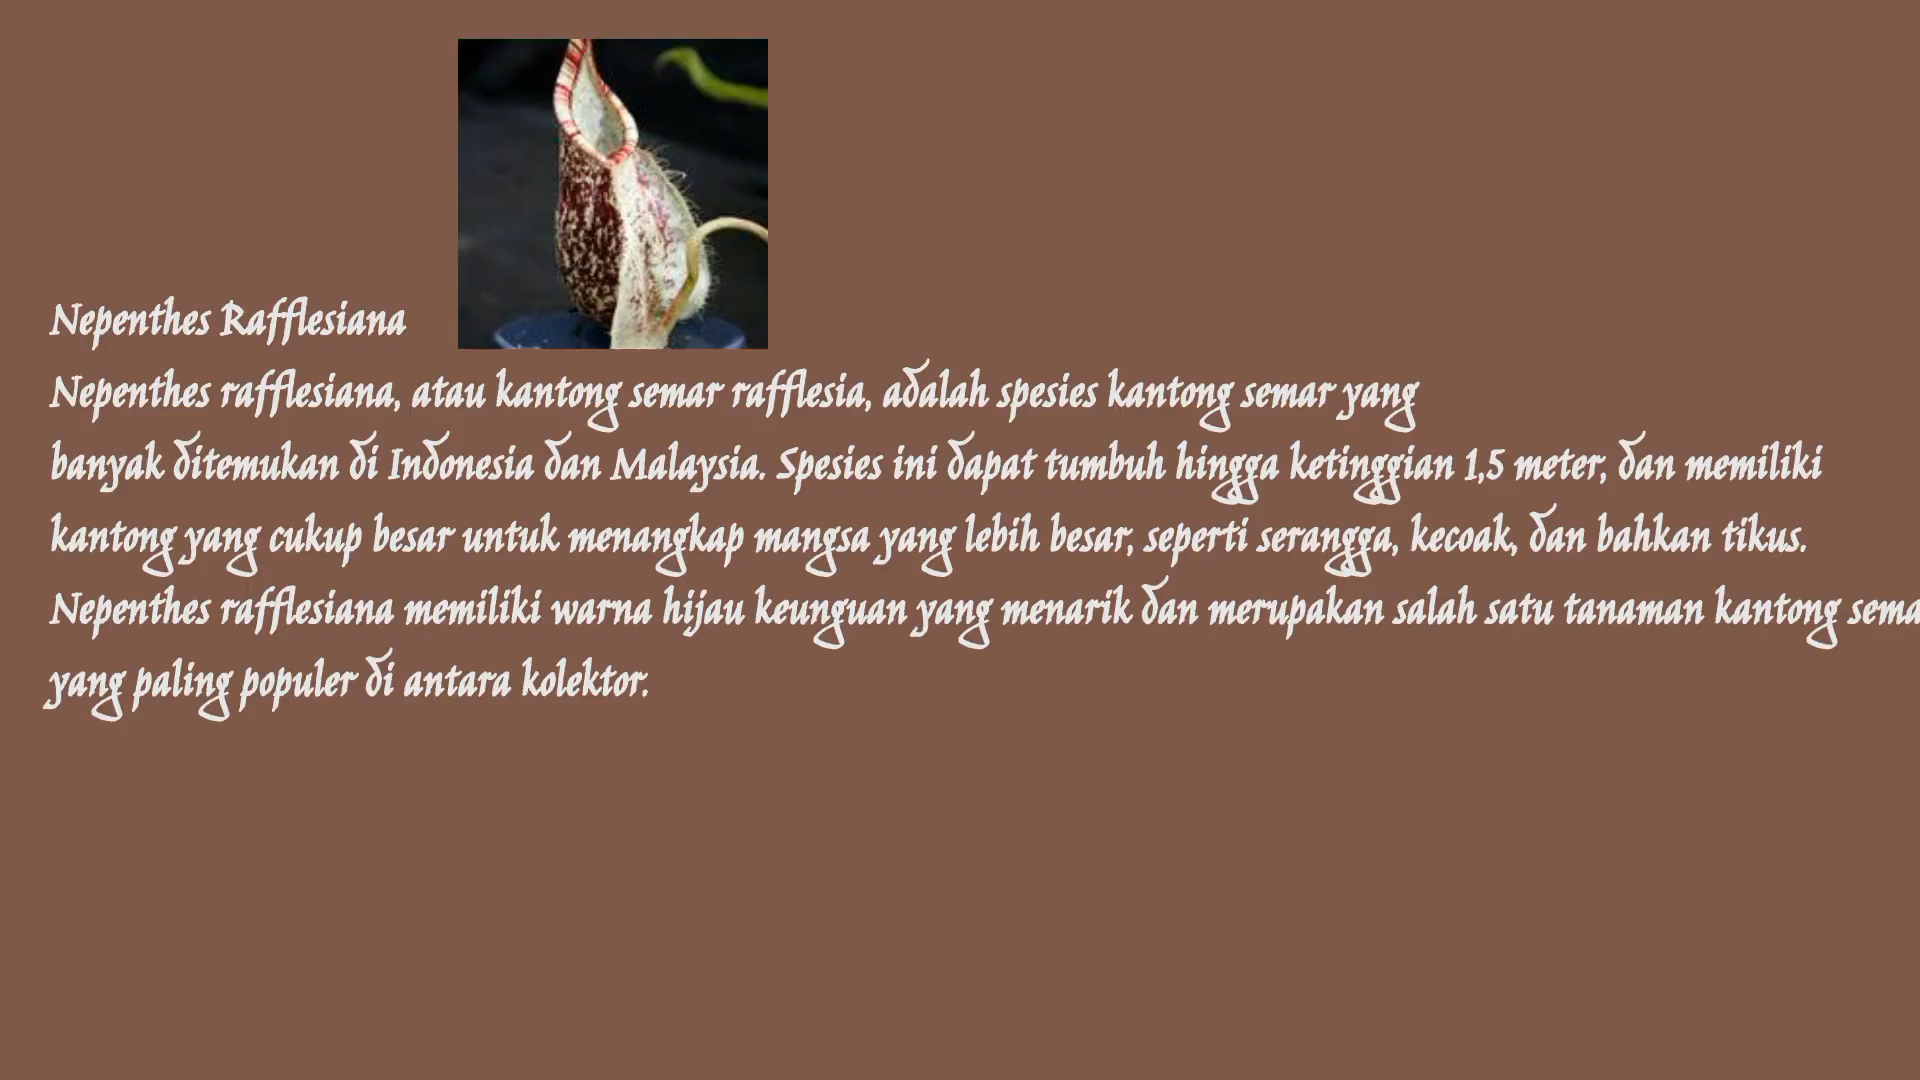 Nepenthes Rafflesiana
Nepenthes rafflesiana, atau kantong semar rafflesia, adalah spesies kantong semar yang
banyak ditemukan di Indonesia dan Malaysia. Spesies ini dapat tumbuh hingga ketinggian 1,5 meter, dan memiliki
kantong yang cukup besar untuk menangkap mangsa yang lebih besar, seperti serangga, kecoak, dan bahkan tikus.
Nepenthes rafflesiana memiliki warna hijau keunguan yang menarik dan merupakan salah satu tanaman kantong sema
yang paling populer di antara kolektor.